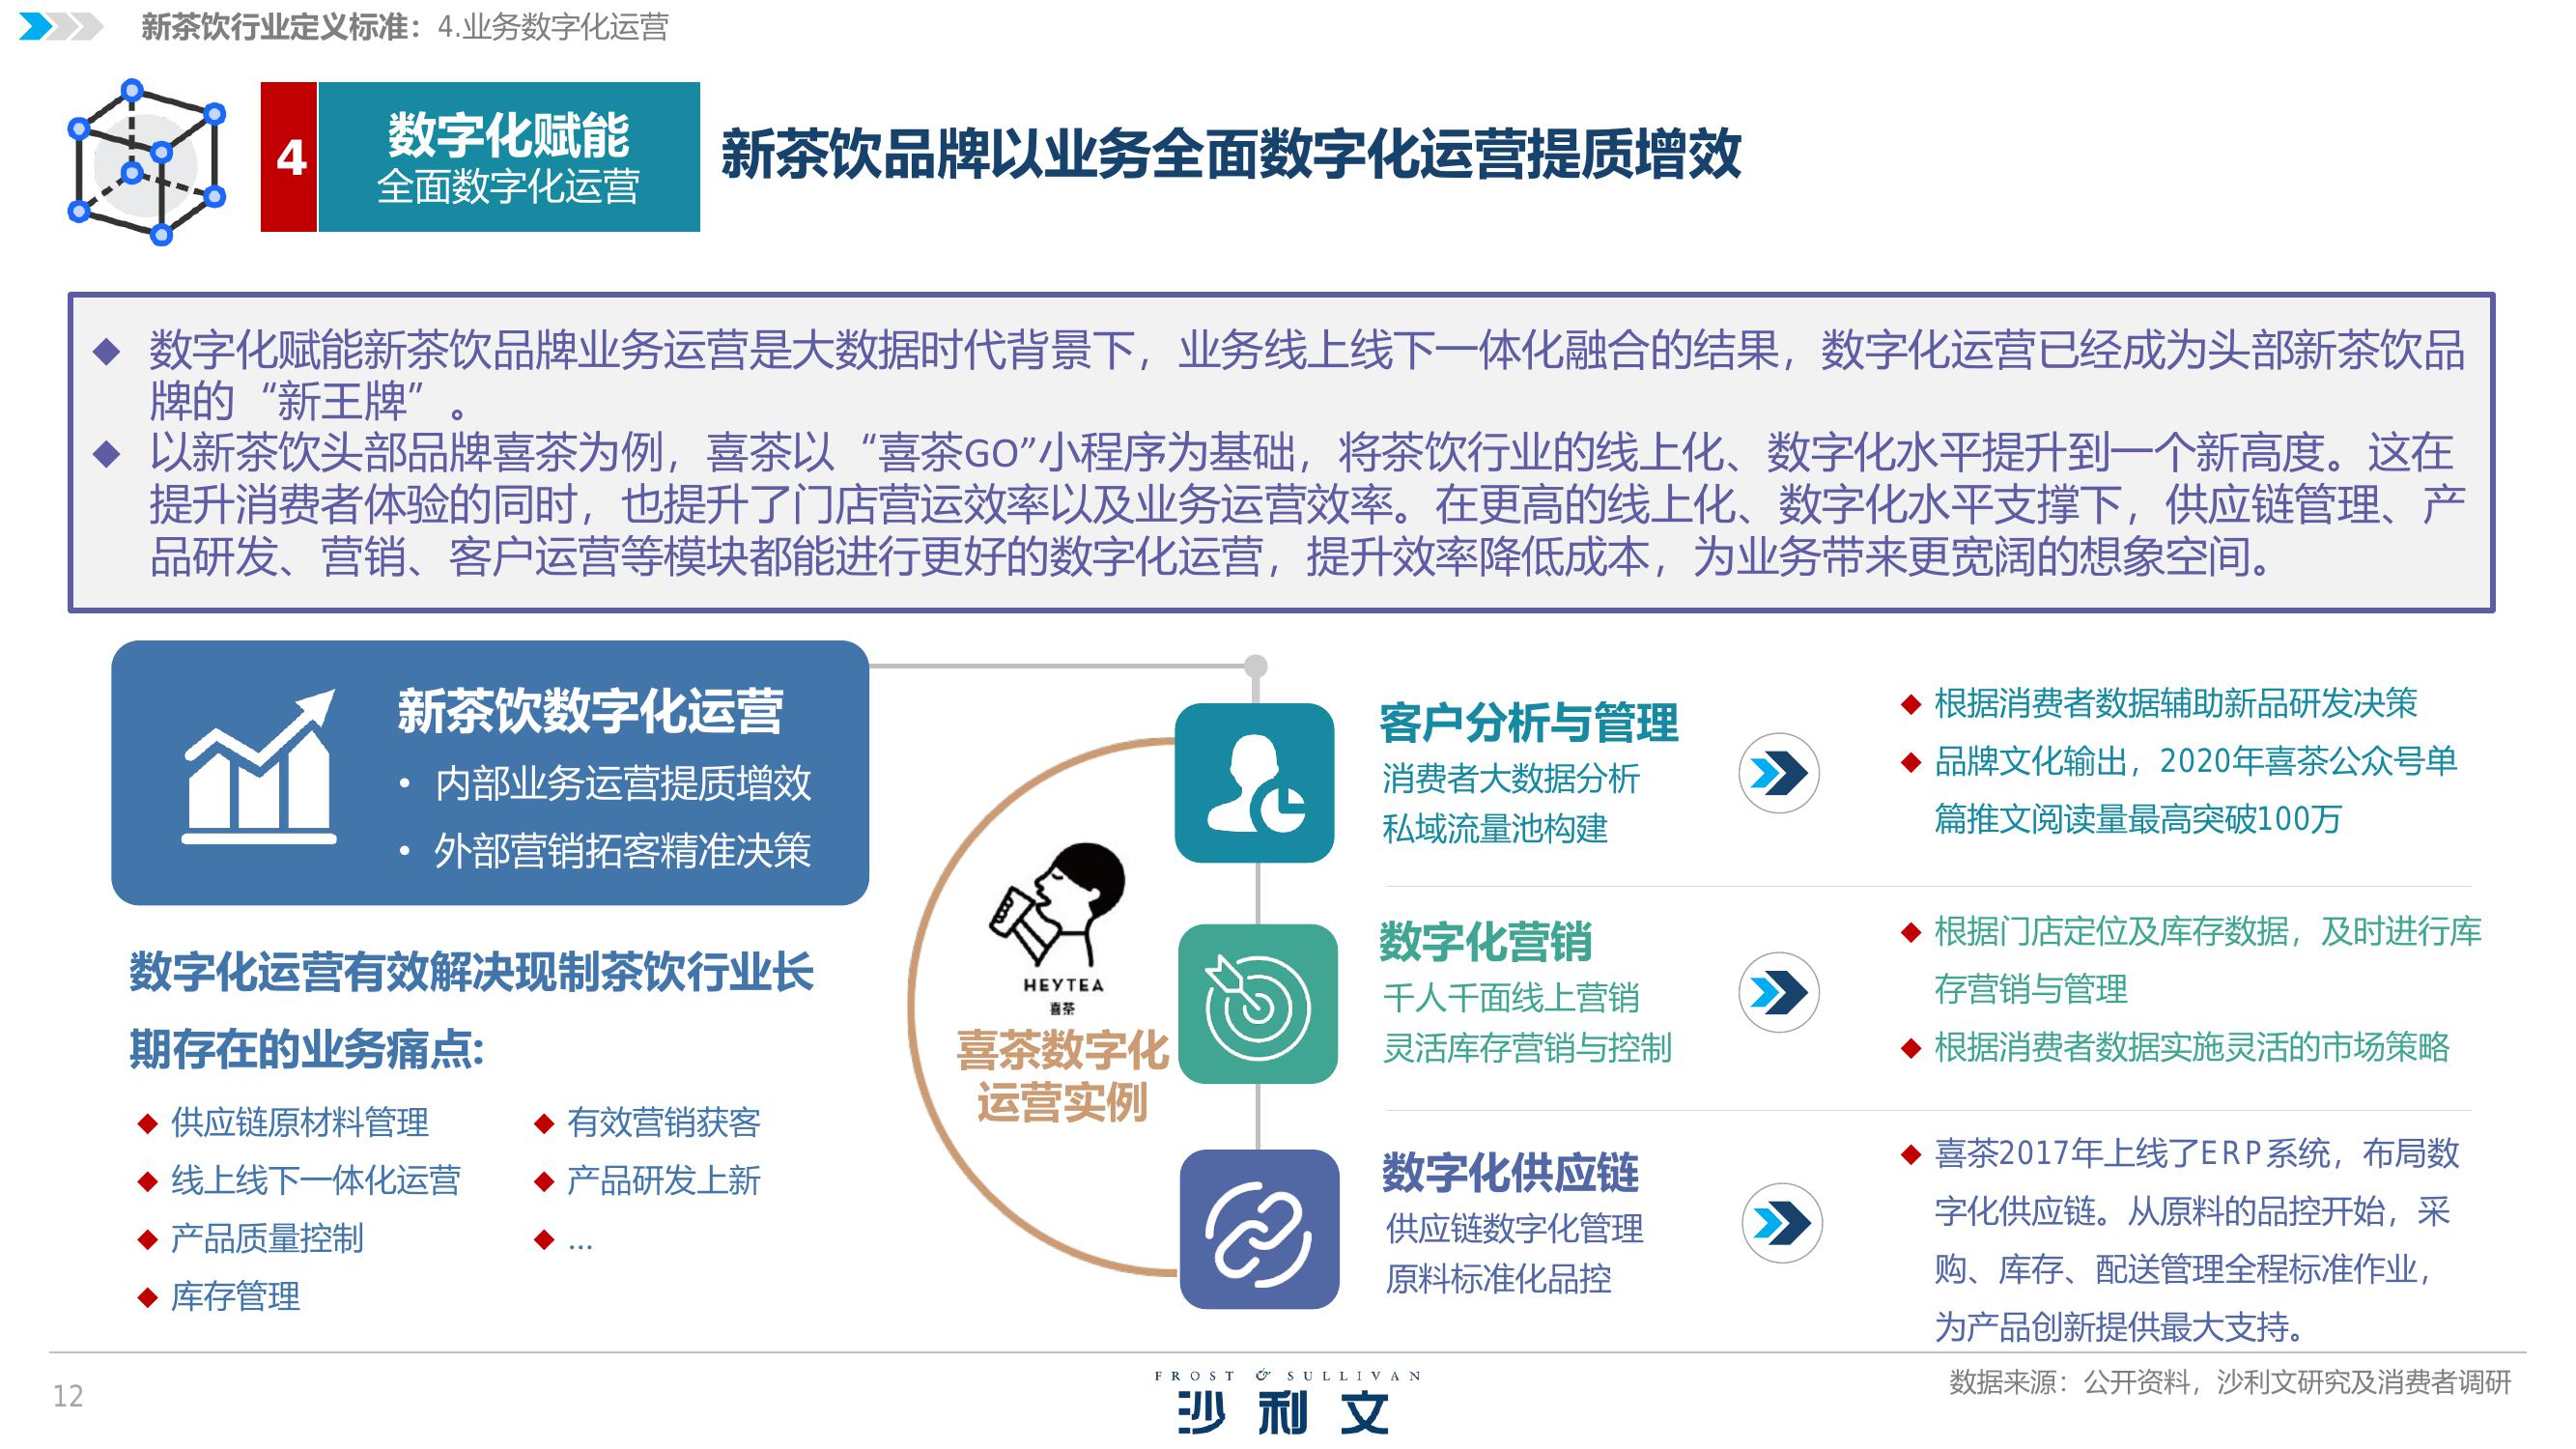 新茶饮行业定义标准：4.业务数字化运营
4
数字化赋能
全面数字化运营
新茶饮品牌以业务全面数字化运营提质增效
◆ 数字化赋能新茶饮品牌业务运营是大数据时代背景下，业务线上线下一体化融合的结果，数字化运营已经成为头部新茶饮品
牌的“新王牌”。
◆ 以新茶饮头部品牌喜茶为例，喜茶以“喜茶GO”小程序为基础，将茶饮行业的线上化、数字化水平提升到一个新高度。这在
提升消费者体验的同时，也提升了门店营运效率以及业务运营效率。在更高的线上化、数字化水平支撑下，供应链管理、产
品研发、营销、客户运营等模块都能进行更好的数字化运营，提升效率降低成本，为业务带来更宽阔的想象空间。
新茶饮数字化运营
• 内部业务运营提质增效
• 外部营销拓客精准决策
数字化运营有效解决现制茶饮行业长
期存在的业务痛点:
◆ 供应链原材料管理
◆ 线上线下一体化运营
◆ 产品质量控制
◆ 库存管理
◆ 有效营销获客
◆ 产品研发上新
◆ ...
HEYTEA
喜茶
喜茶数字化
运营实例
客户分析与管理
消费者大数据分析
私域流量池构建
◆ 根据消费者数据辅助新品研发决策
◆ 品牌文化输出，2020年喜茶公众号单
篇推文阅读量最高突破100万
数字化营销
千人千面线上营销
灵活库存营销与控制
◆ 根据门店定位及库存数据，及时进行库
存营销与管理
◆ 根据消费者数据实施灵活的市场策略
数字化供应链
供应链数字化管理
原料标准化品控
◆ 喜茶2017年上线了ERP系统，布局数
字化供应链。从原料的品控开始，采
购、库存、配送管理全程标准作业，
为产品创新提供最大支持。
12
FROST & SULLIVAN
沙利文
数据来源：公开资料，沙利文研究及消费者调研